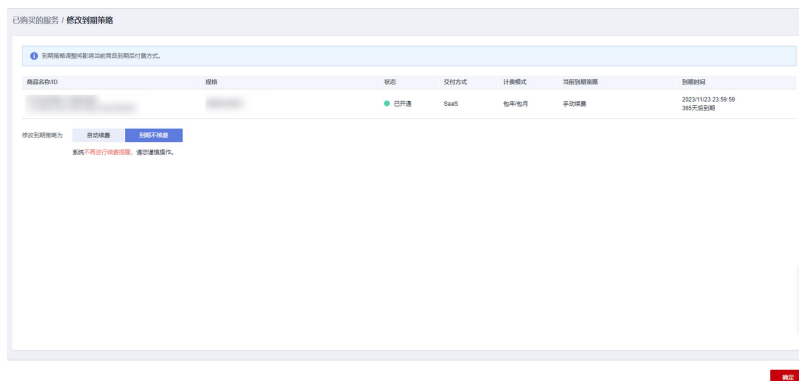 已购买的服务 / 修改到期策略
到期策略调整将影响当前商品到期后付费方式。
商品名称/ID 规格 状态 交付方式 计费模式 当前到期策略 到期时间
已开通 SaaS 包年/包月 手动续费 2023/11/23 23:59:59
365天后到期
修改到期策略为 自动续费 到期不续费
系统不再进行续费提醒，请您谨慎操作。
确定